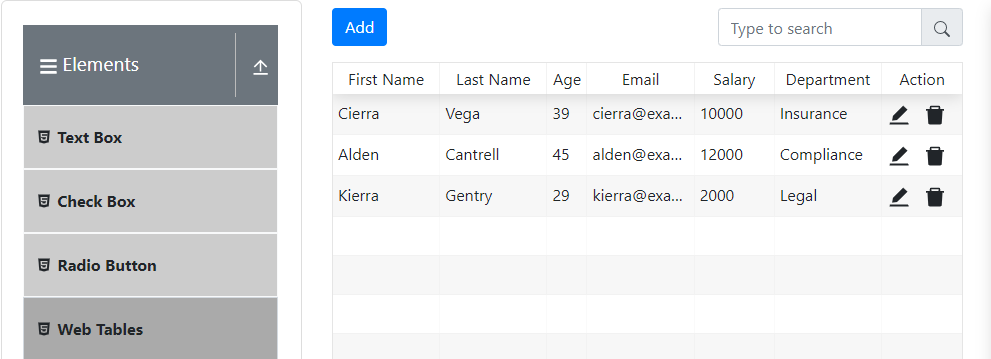 Elements
Text Box
Check Box
Radio Button
Web Tables
Add
Type to search
First Name Last Name Age Email Salary Department Action
Cierra Vega 39 cierra@exa... 10000 Insurance
Alden Cantrell 45 alden@exa... 12000 Compliance
Kierra Gentry 29 kierra@exa... 2000 Legal